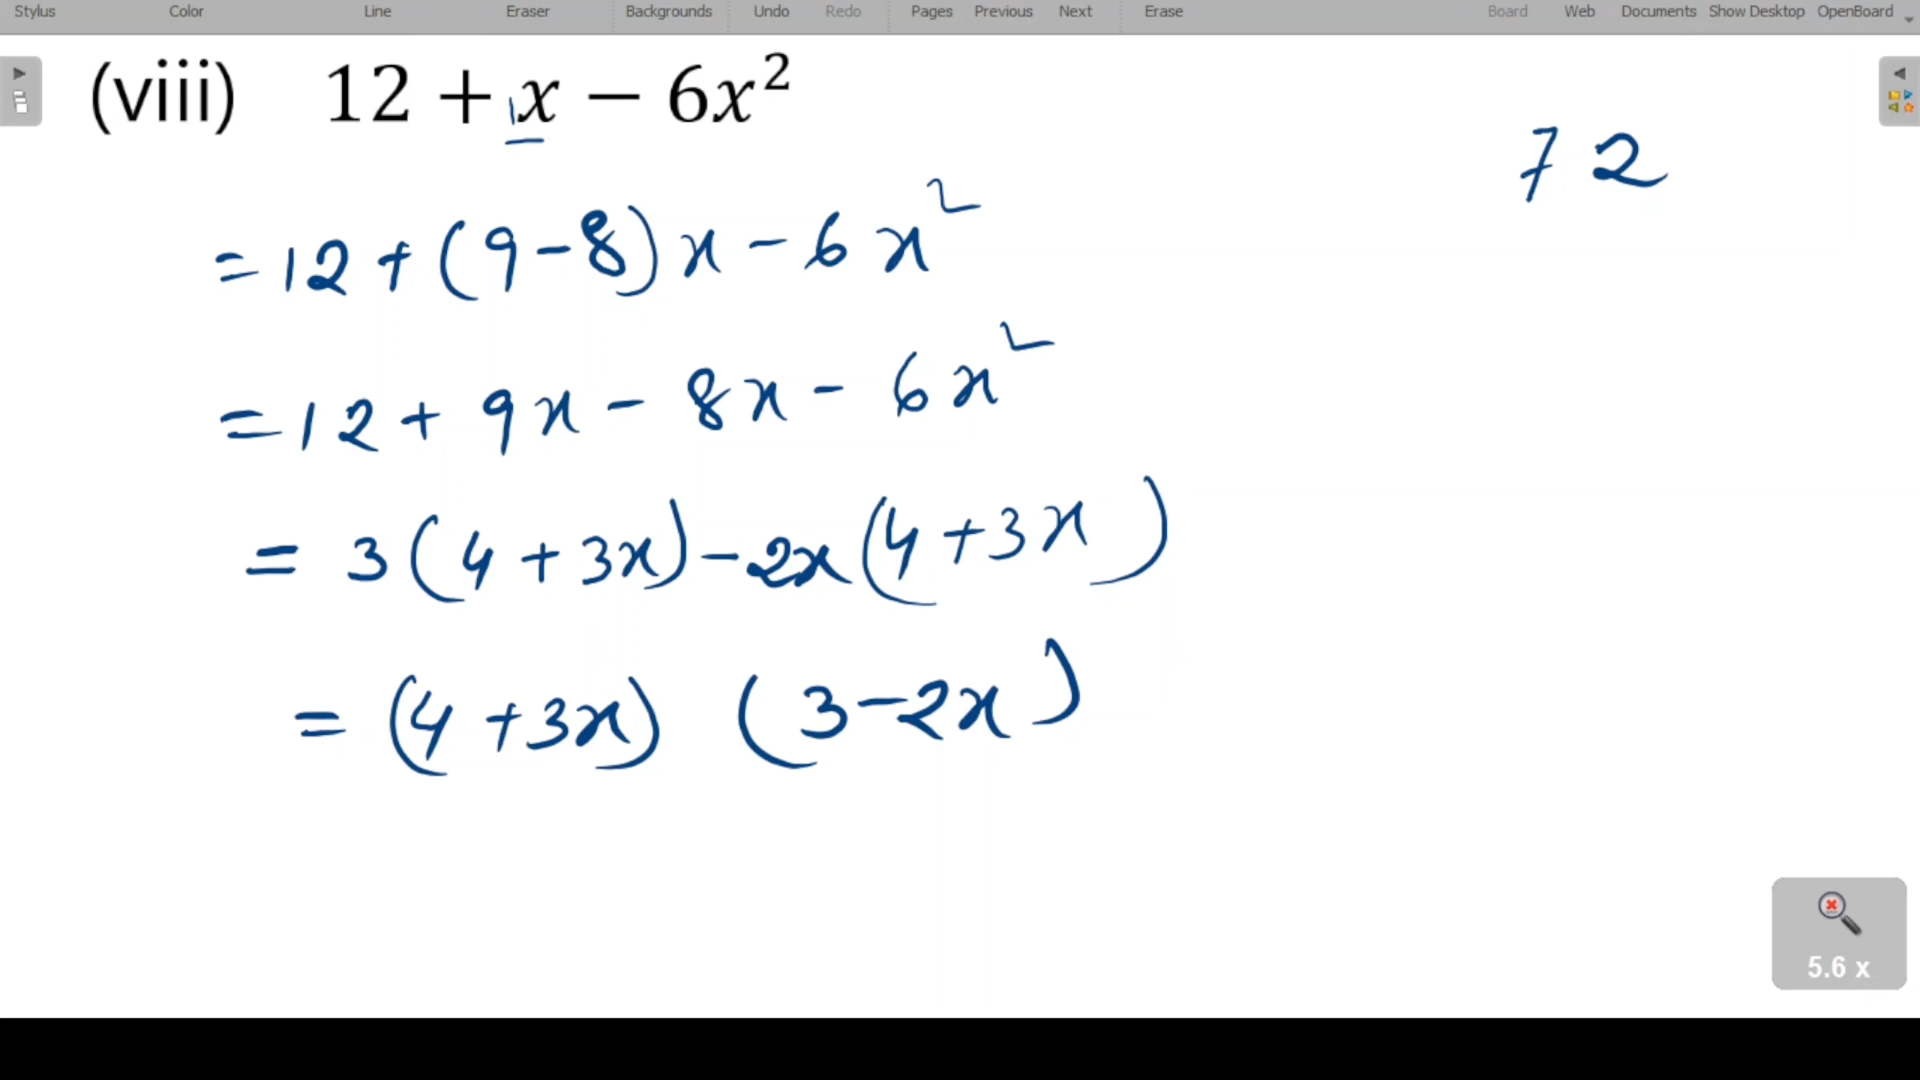 Stylus Color Line Eraser Backgrounds Undo Redo Pages Previous Next Erase Board Web Documents Show Desktop OpenBoard
(viii) 12 + 1x − 6x²
72
= 12 + (9 − 8) x − 6x²
= 12 + 9x − 8x − 6x²
= 3(4 + 3x) − 2x(4 + 3x)
= (4 + 3x) (3 − 2x)
5.6 x